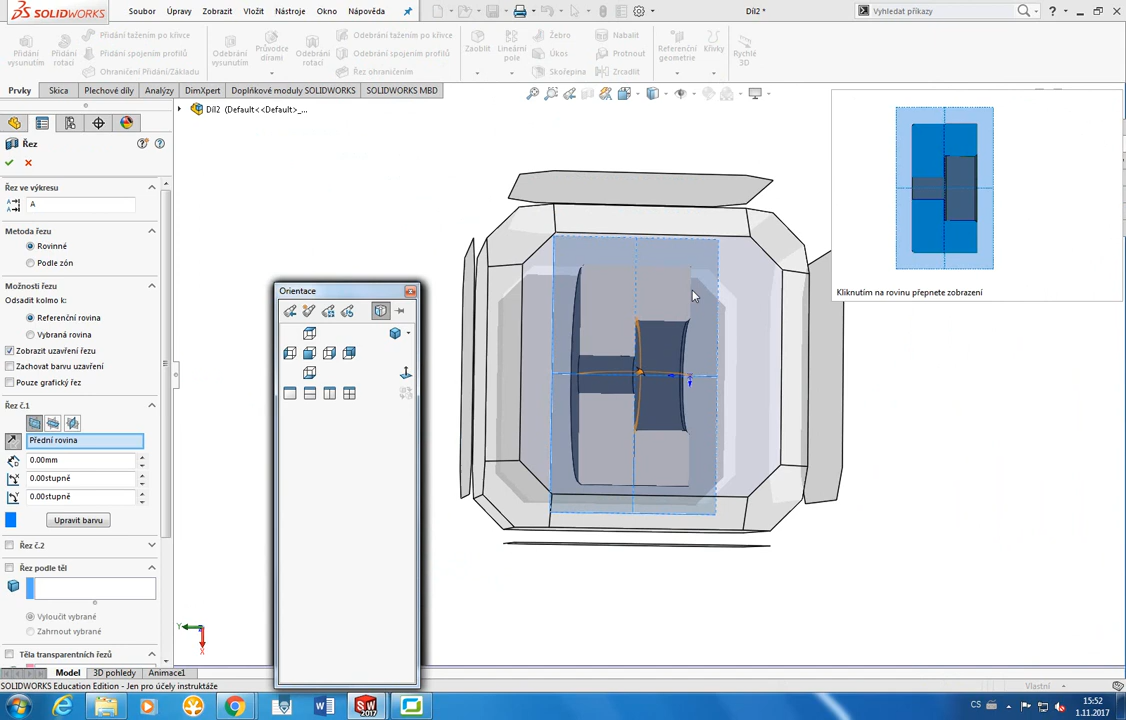 SOLIDWORKS
Soubor Úpravy Zobrazit Vložit Nástroje Okno Nápověda
Díl2 *
Vyhledat příkazy
Přidání vysunutím
Přidání rotací
Přidání tažením po křivce
Přidání spojením profilů
Ohraničení Přidání/Základu
Odebrání vysunutím
Průvodce dírami
Odebrání rotací
Odebrání tažením po křivce
Odebrání spojením profilů
Řez ohraničením
Zaoblit
Lineární pole
Žebro
Úkos
Skořepina
Nabalit
Protnout
Zrcadlit
Referenční geometrie
Křivky
Rychlé 3D
Prvky Skica Plechové díly Analýzy DimXpert Doplňkové moduly SOLIDWORKS SOLIDWORKS MBD
Díl2 (Default<<Default>_...
Řez
Řez ve výkresu
A
Metoda řezu
Rovinné
Podle zón
Možnosti řezu
Odsadit kolmo k:
Referenční rovina
Vybraná rovina
Zobrazit uzavření řezu
Zachovat barvu uzavření
Pouze grafický řez
Řez č.1
Přední rovina
0.00mm
0.00stupně
0.00stupně
Upravit barvu
Řez č.2
Řez podle těl
Vyloučit vybrané
Zahrnout vybrané
Těla transparentních řezů
Orientace
Kliknutím na rovinu přepnete zobrazení
Y
X
Model 3D pohledy Animace1
SOLIDWORKS Education Edition - Jen pro účely instruktáže
Vlastní
SW
2017
CS
15:52
1.11.2017